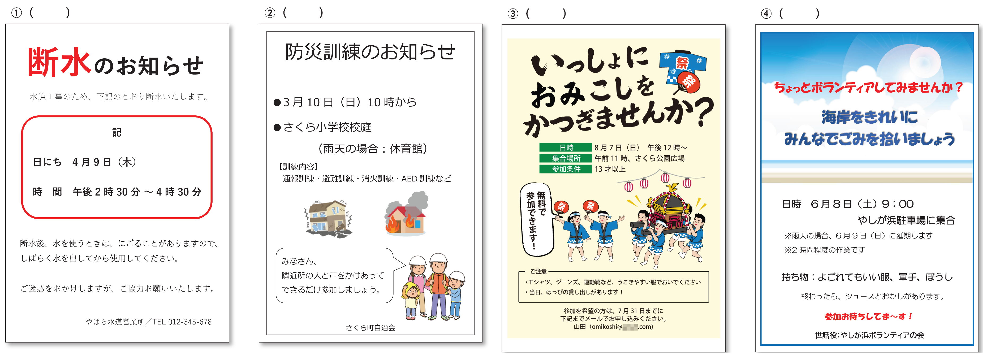 ①（　　　）
断水のお知らせ
水道工事のため、下記のとおり断水いたします。
記
日にち　4月9日（木）
時　間　午後2時30分～4時30分
断水後、水を使うときは、にごることがありますので、
しばらく水を出してから使用してください。
ご迷惑をおかけしますが、ご協力お願いいたします。
やはら水道営業所／TEL 012-345-678
②（　　　）
防災訓練のお知らせ
●3月10日（日）10時から
●さくら小学校校庭
（雨天の場合：体育館）
【訓練内容】
通報訓練・避難訓練・消火訓練・AED訓練など
みなさん、
隣近所の人と声をかけあって
できるだけ参加しましょう。
さくら町自治会
③（　　　）
いっしょに
おみこしを
かつぎませんか？
祭
祭
日時　8月7日（日）　午後12時～
集合場所　午前11時、さくら公園広場
参加条件　13才以上
無料で
参加できます！
祭
祭
ご注意
・Tシャツ、ジーンズ、運動靴など、うごきやすい服でおいでください
・当日、はっぴの貸し出しがあります！
参加を希望の方は、7月31日までに
下記までメールでお申し込みください。
山田（omikoshi@ .com)
④（　　　）
ちょっとボランティアしてみませんか？
海岸をきれいに
みんなでごみを拾いましょう
日時　6月8日（土）9：00
やしが浜駐車場に集合
※雨天の場合、6月9日（日）に延期します
※2時間程度の作業です
持ち物：よごれてもいい服、軍手、ぼうし
終わったら、ジュースとおかしがあります。
参加お待ちしてま～す！
世話役：やしが浜ボランティアの会